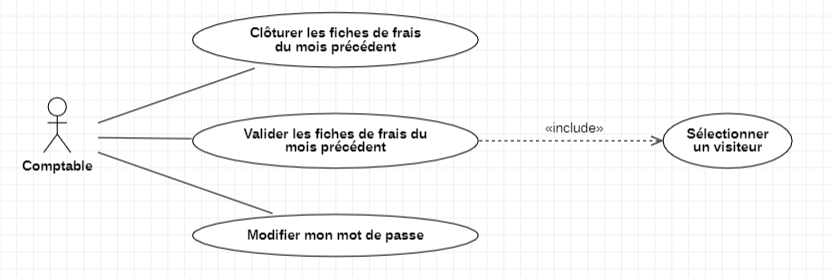 Clôturer les fiches de frais
du mois précédent
Comptable
Valider les fiches de frais du
mois précédent
«include»
Sélectionner
un visiteur
Modifier mon mot de passe